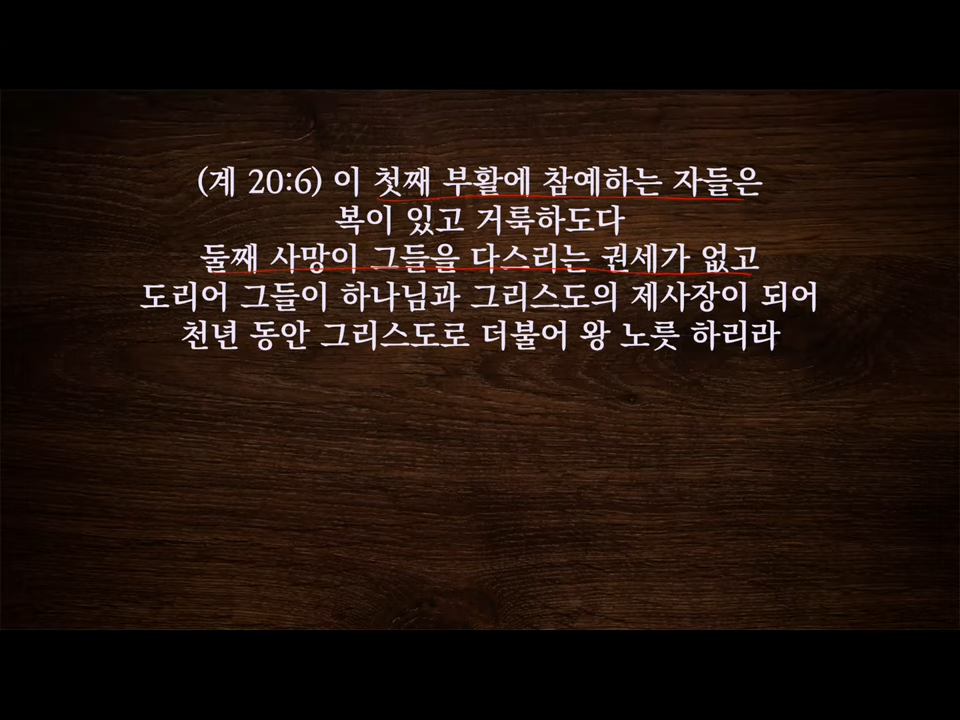 (계 20:6) 이 첫째 부활에 참예하는 자들은
복이 있고 거룩하도다
둘째 사망이 그들을 다스리는 권세가 없고
도리어 그들이 하나님과 그리스도의 제사장이 되어
천년 동안 그리스도로 더불어 왕 노릇 하리라